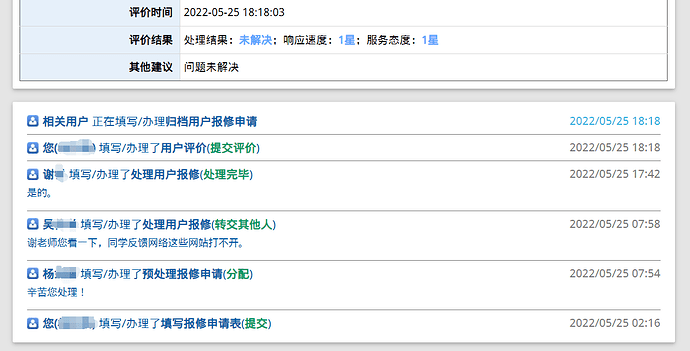 评价时间 2022-05-25 18:18:03
评价结果 处理结果：未解决；响应速度：1星；服务态度：1星
其他建议 问题未解决
相关用户 正在填写/办理归档用户报修申请 2022/05/25 18:18
您( ) 填写/办理了用户评价(提交评价) 2022/05/25 18:18
谢 填写/办理了处理用户报修(处理完毕) 2022/05/25 17:42
是的。
吴 填写/办理了处理用户报修(转交其他人) 2022/05/25 07:58
谢老师您看一下，同学反馈网络这些网站打不开。
杨 填写/办理了预处理报修申请(分配) 2022/05/25 07:54
辛苦您处理！
您( ) 填写/办理了填写报修申请表(提交) 2022/05/25 02:16